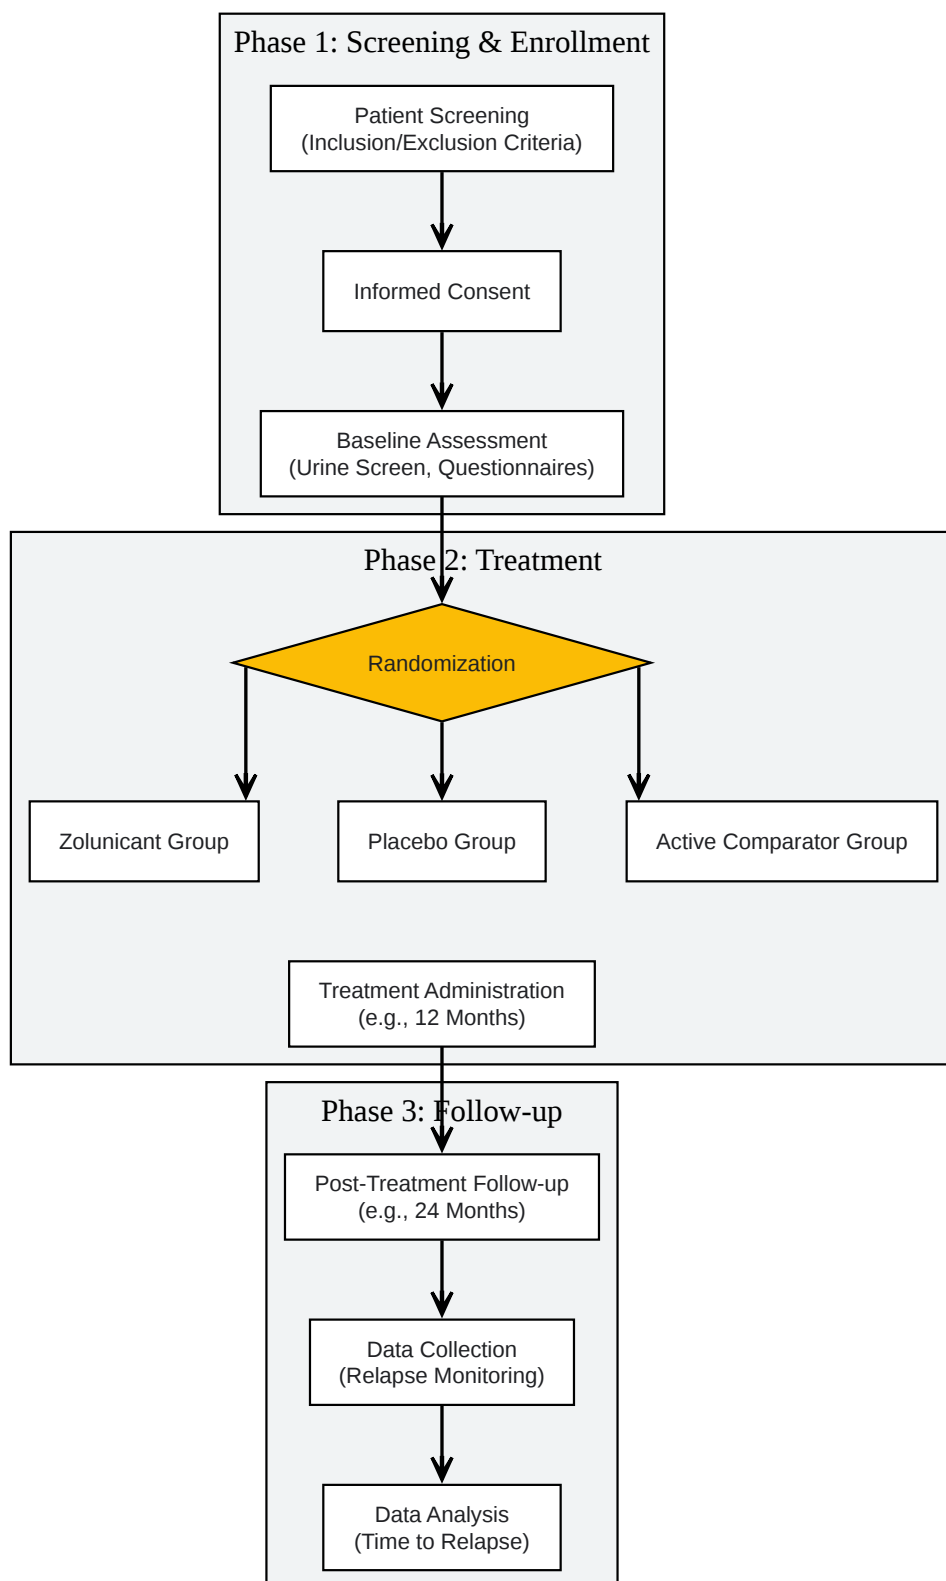 Phase 1: Screening & Enrollment
Patient Screening
(Inclusion/Exclusion Criteria)
Informed Consent
Baseline Assessment
(Urine Screen, Questionnaires)
Phase 2: Treatment
Randomization
Zolunicant Group
Placebo Group
Active Comparator Group
Treatment Administration
(e.g., 12 Months)
Phase 3: Follow-up
Post-Treatment Follow-up
(e.g., 24 Months)
Data Collection
(Relapse Monitoring)
Data Analysis
(Time to Relapse)